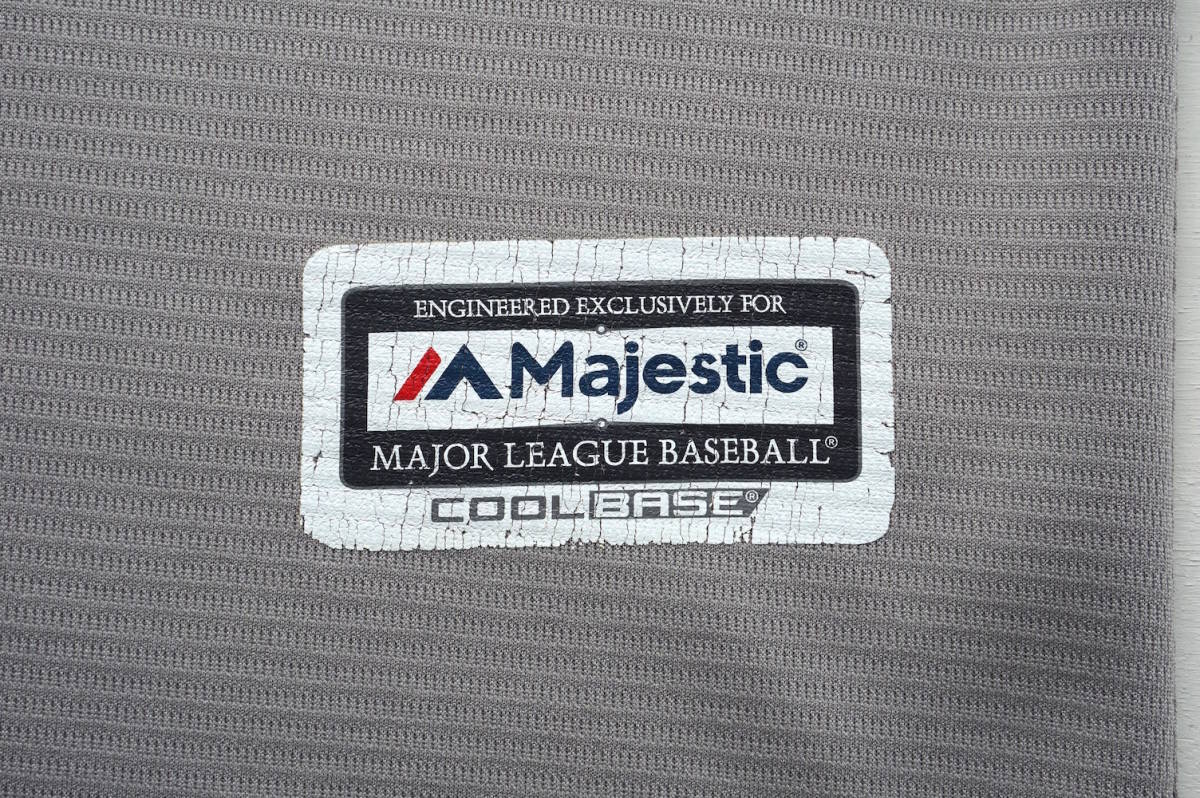 ENGINEERED EXCLUSIVELY FOR
Majestic®
MAJOR LEAGUE BASEBALL®
COOLBASE®